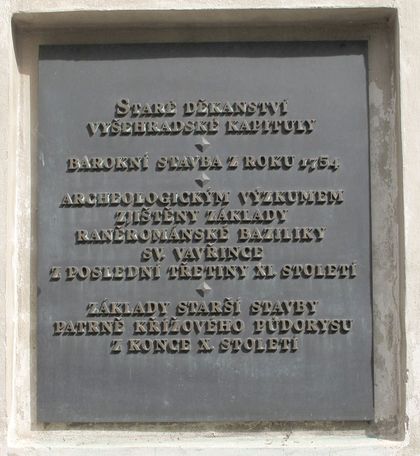 STARÉ DĚKANSTVÍ
VYŠEHRADSKÉ KAPITULY
BAROKNÍ STAVBA Z ROKU 1754
ARCHEOLOGICKÝM VÝZKUMEM
ZJIŠTĚNY ZÁKLADY
RANĚROMÁNSKÉ BAZILIKY
SV. VAVŘINCE
Z POSLEDNÍ TŘETINY XI. STOLETÍ
ZÁKLADY STARŠÍ STAVBY
PATRNĚ KŘÍŽOVÉHO PŮDORYSU
Z KONCE X. STOLETÍ